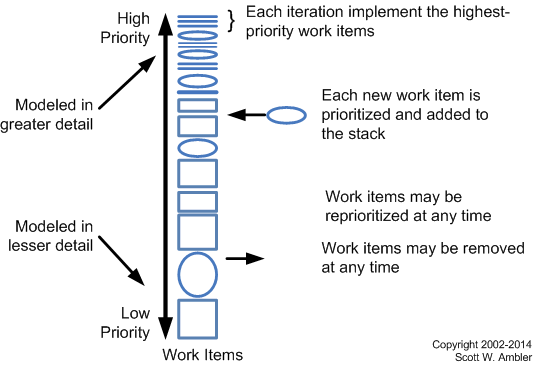 High
Priority
Each iteration implement the highest-
priority work items
Modeled in
greater detail
Each new work item is
prioritized and added to
the stack
Work items may be
reprioritized at any time
Modeled in
lesser detail
Work items may be removed
at any time
Low
Priority
Work Items
Copyright 2002-2014
Scott W. Ambler